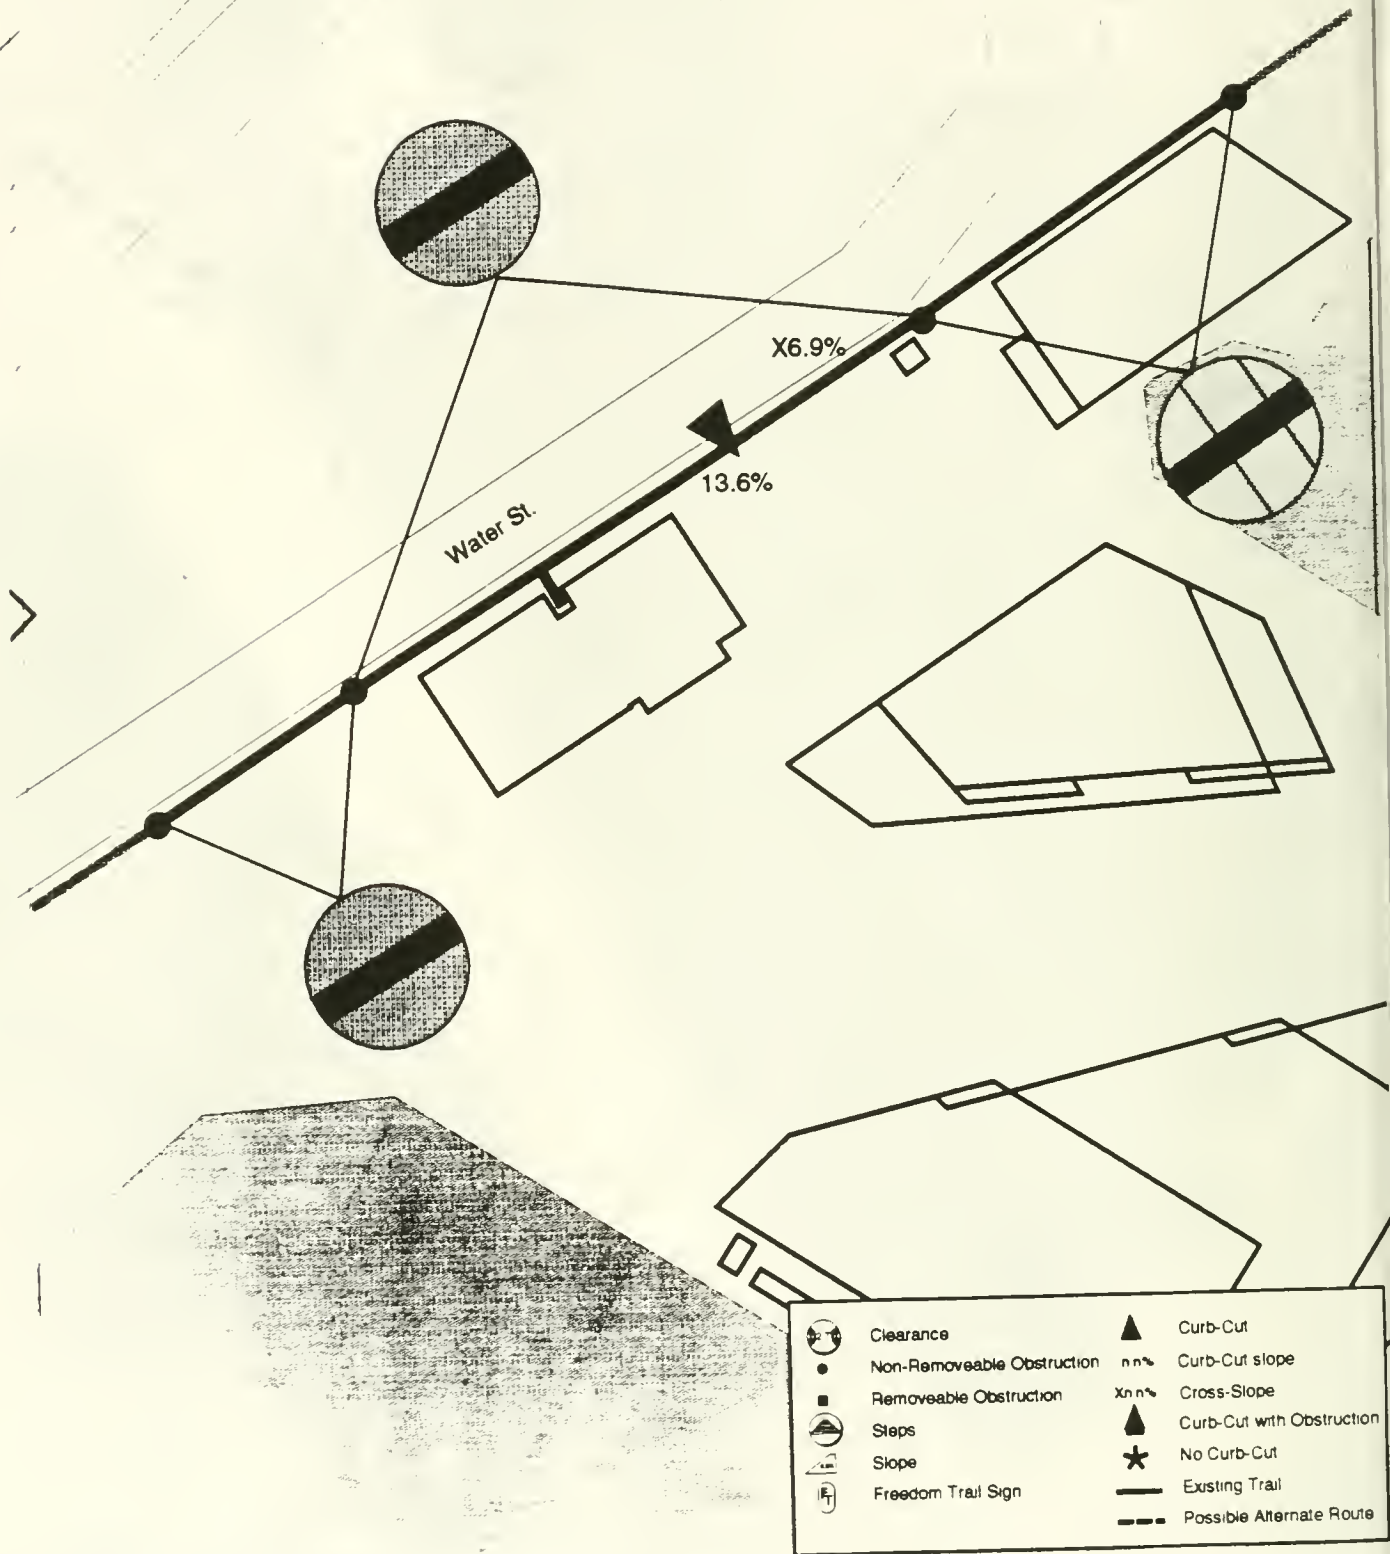 X6.9%
13.6%
Water St.
Clearance
Non-Removeable Obstruction
Removeable Obstruction
Steps
Slope
F T Freedom Trail Sign
Curb-Cut
nn% Curb-Cut slope
Xnn% Cross-Slope
Curb-Cut with Obstruction
No Curb-Cut
Existing Trail
Possible Alternate Route